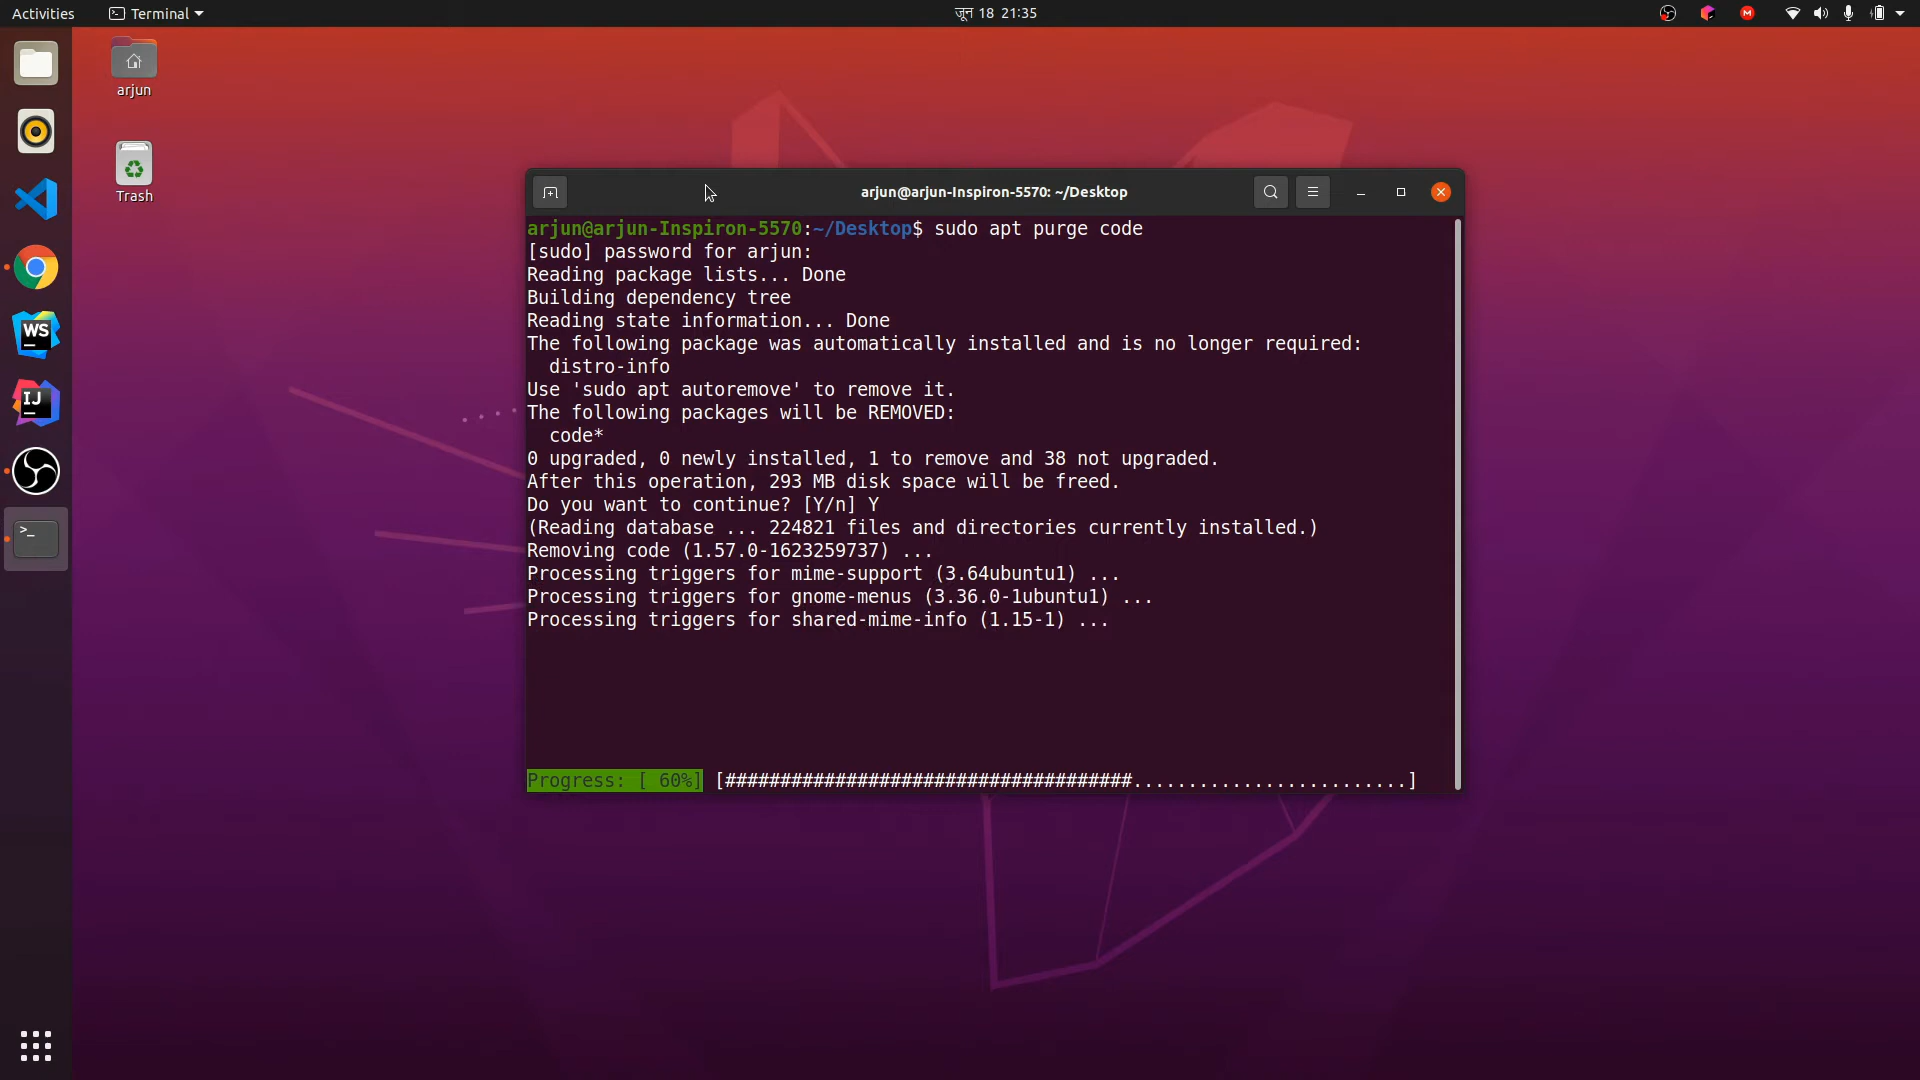 Activities
Terminal
जून 18 21:35
arjun
Trash
WS
IJ
M
arjun@arjun-Inspiron-5570: ~/Desktop
arjun@arjun-Inspiron-5570:~/Desktop$ sudo apt purge code
[sudo] password for arjun:
Reading package lists... Done
Building dependency tree
Reading state information... Done
The following package was automatically installed and is no longer required:
  distro-info
Use 'sudo apt autoremove' to remove it.
The following packages will be REMOVED:
  code*
0 upgraded, 0 newly installed, 1 to remove and 38 not upgraded.
After this operation, 293 MB disk space will be freed.
Do you want to continue? [Y/n] Y
(Reading database ... 224821 files and directories currently installed.)
Removing code (1.57.0-1623259737) ...
Processing triggers for mime-support (3.64ubuntu1) ...
Processing triggers for gnome-menus (3.36.0-1ubuntu1) ...
Processing triggers for shared-mime-info (1.15-1) ...
Progress: [ 60%] [#####################################.........................]